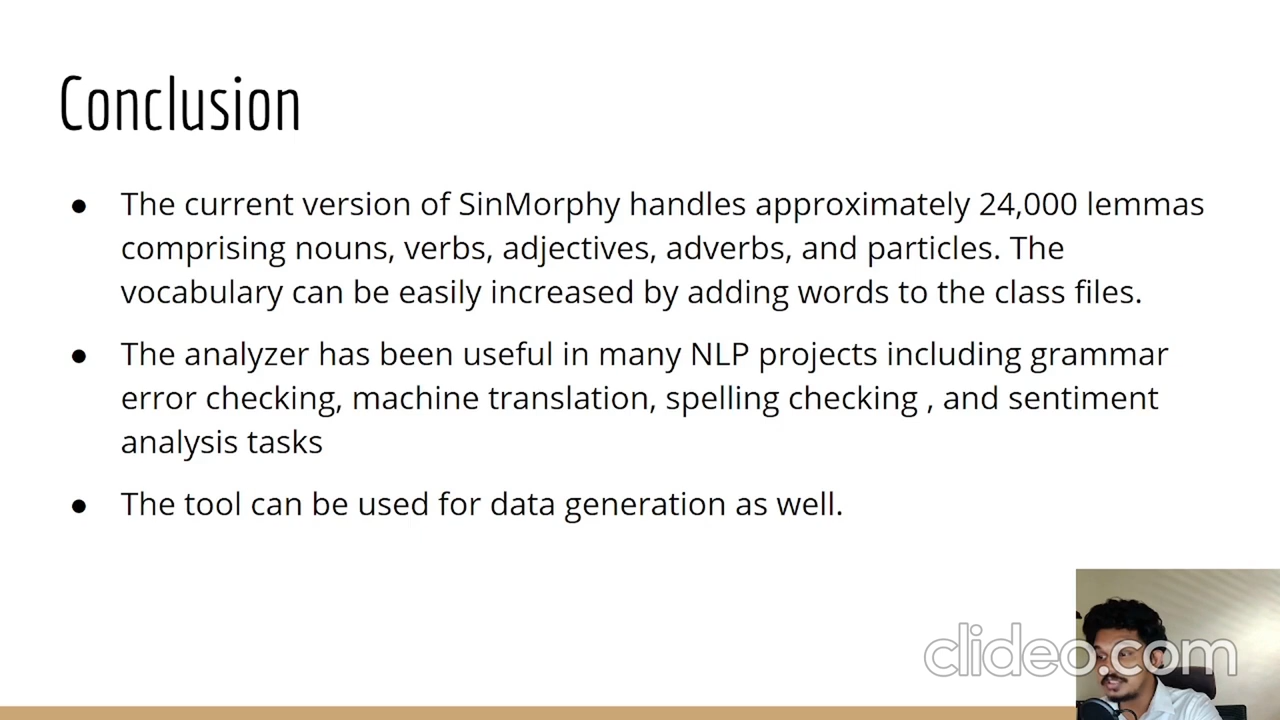 Conclusion
● The current version of SinMorphy handles approximately 24,000 lemmas
comprising nouns, verbs, adjectives, adverbs, and particles. The
vocabulary can be easily increased by adding words to the class files.
● The analyzer has been useful in many NLP projects including grammar
error checking, machine translation, spelling checking , and sentiment
analysis tasks
● The tool can be used for data generation as well.
clideo.com